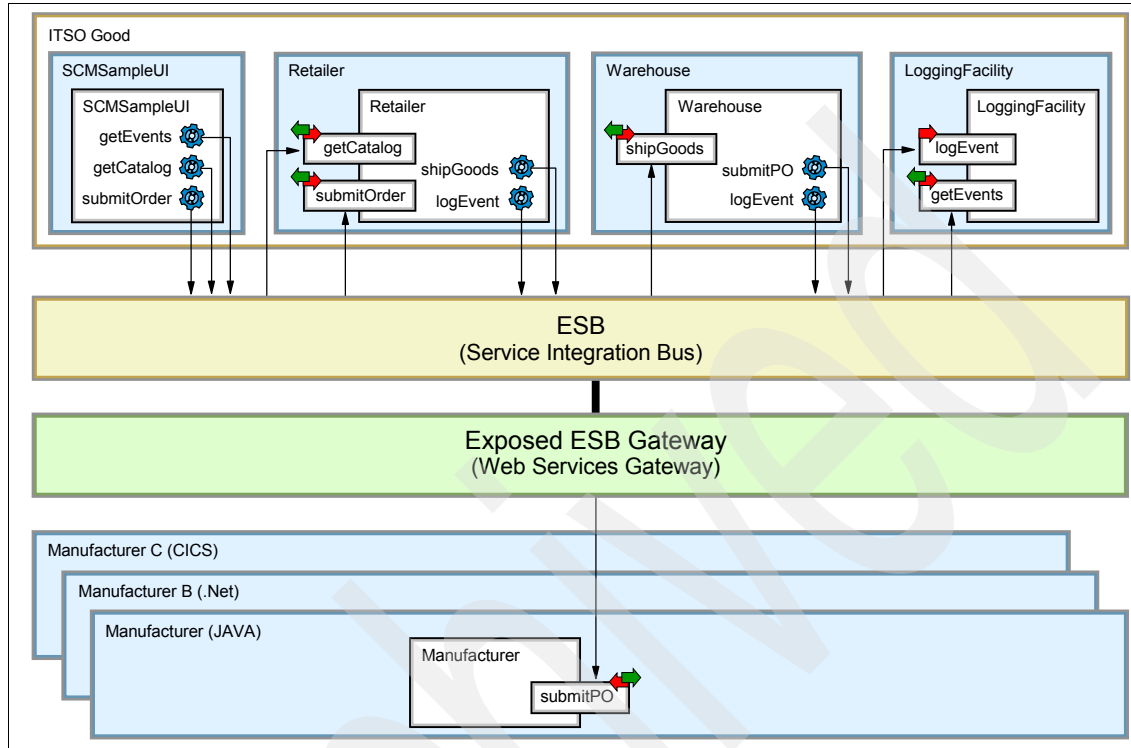 ITSO Good
SCMSampleUI
SCMSampleUI
getEvents
getCatalog
submitOrder
Retailer
Retailer
getCatalog
submitOrder
shipGoods
logEvent
Warehouse
Warehouse
shipGoods
submitPO
logEvent
LoggingFacility
LoggingFacility
logEvent
getEvents
ESB
(Service Integration Bus)
Exposed ESB Gateway
(Web Services Gateway)
Manufacturer C (CICS)
Manufacturer B (.Net)
Manufacturer (JAVA)
Manufacturer
submitPO